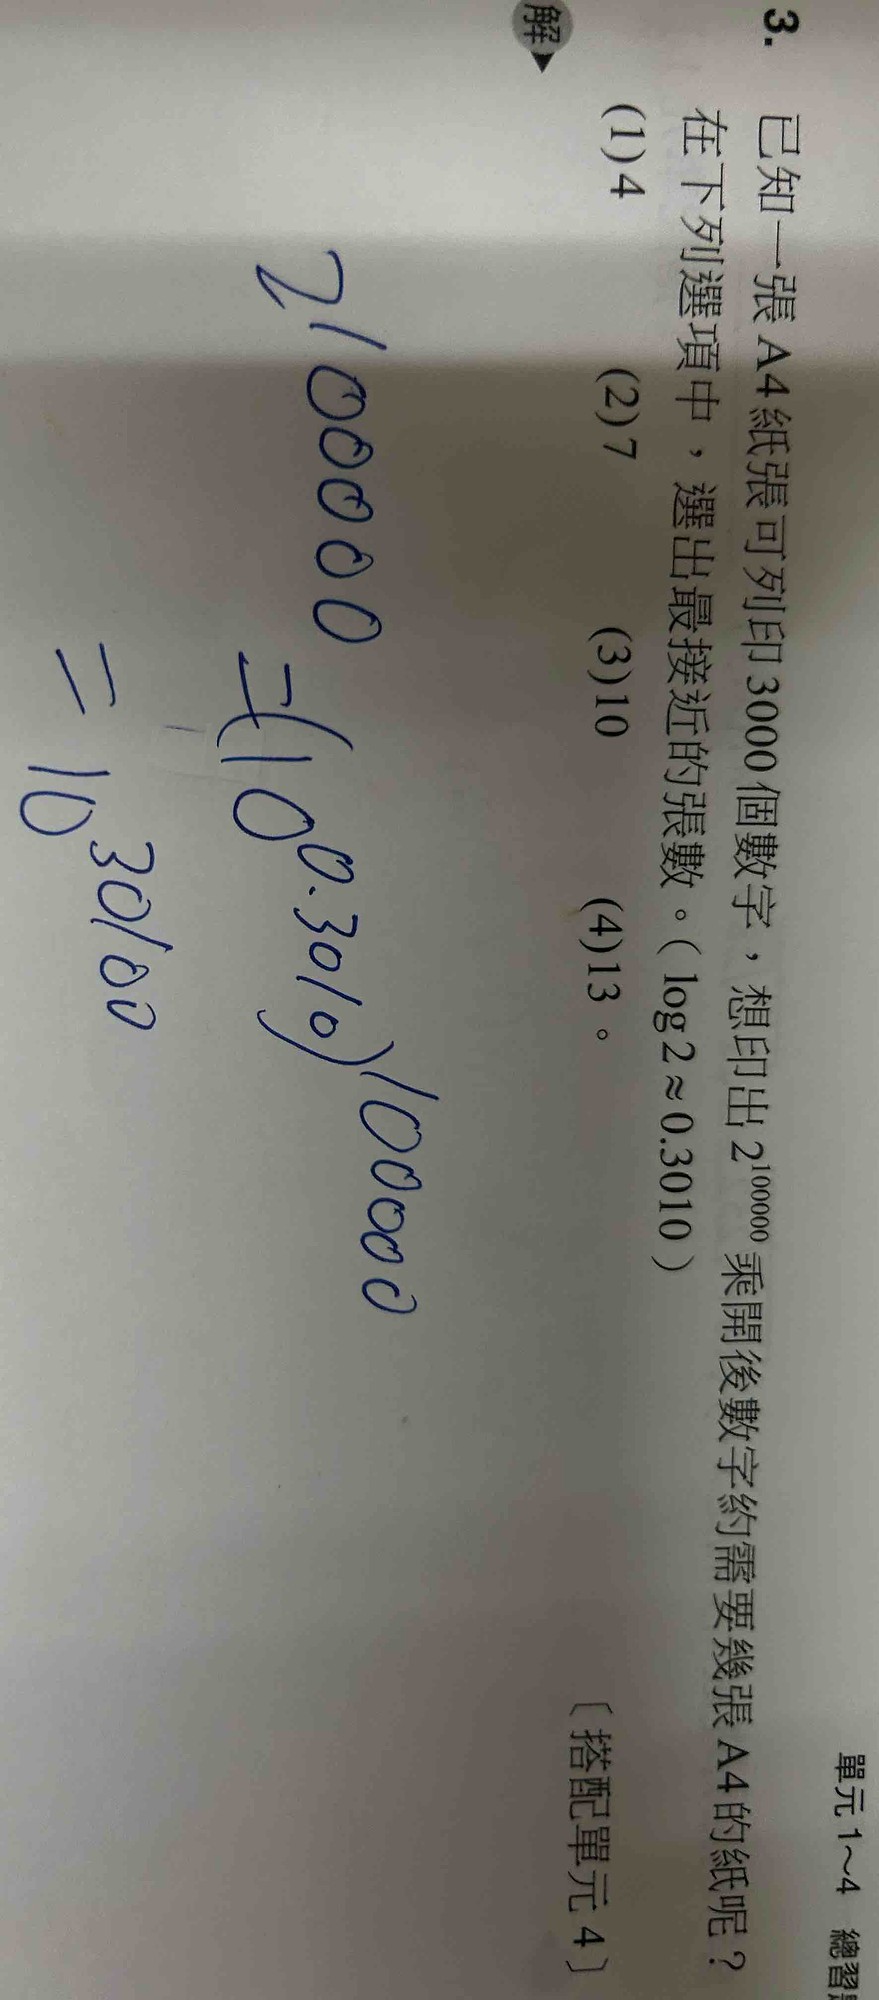 單元 1～4 總習
3. 已知一張 A4 紙張可列印 3000 個數字，想印出 2¹⁰⁰⁰⁰⁰ 乘開後數字約需要幾張 A4 的紙呢？
在下列選項中，選出最接近的張數。（ log 2 ≈ 0.3010 ）
(1) 4 (2) 7 (3) 10 (4) 13 。
〔搭配單元 4〕
解
2¹⁰⁰⁰⁰⁰
=(10^0.3010)^100000
= 10^30100